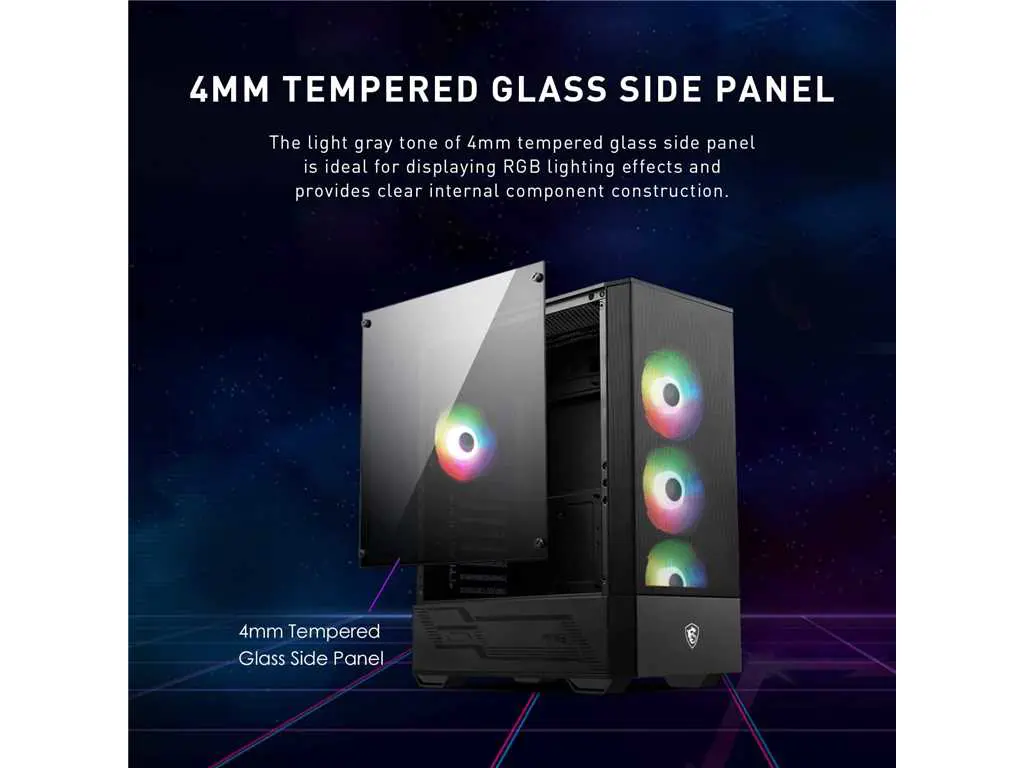 4MM TEMPERED GLASS SIDE PANEL
The light gray tone of 4mm tempered glass side panel
is ideal for displaying RGB lighting effects and
provides clear internal component construction.
4mm Tempered
Glass Side Panel